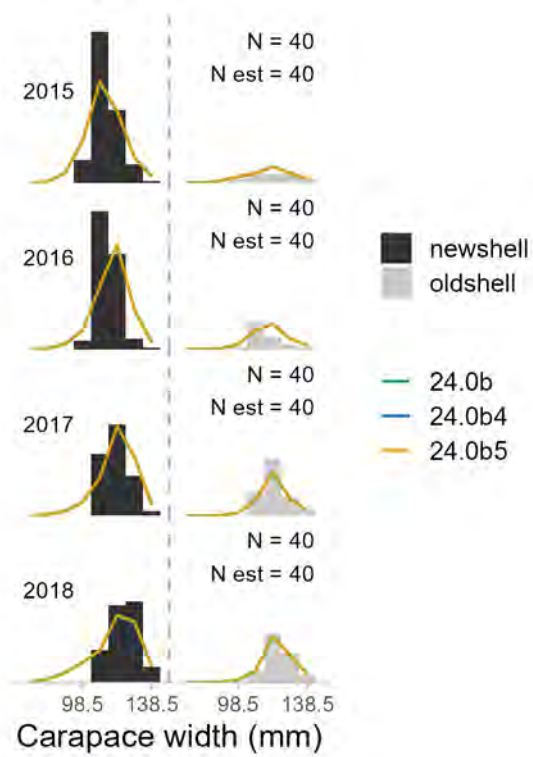 2015
N = 40
N est = 40
2016
N = 40
N est = 40
2017
N = 40
N est = 40
2018
N = 40
N est = 40
newshell
oldshell
24.0b
24.0b4
24.0b5
98.5 138.5 98.5 138.5
Carapace width (mm)